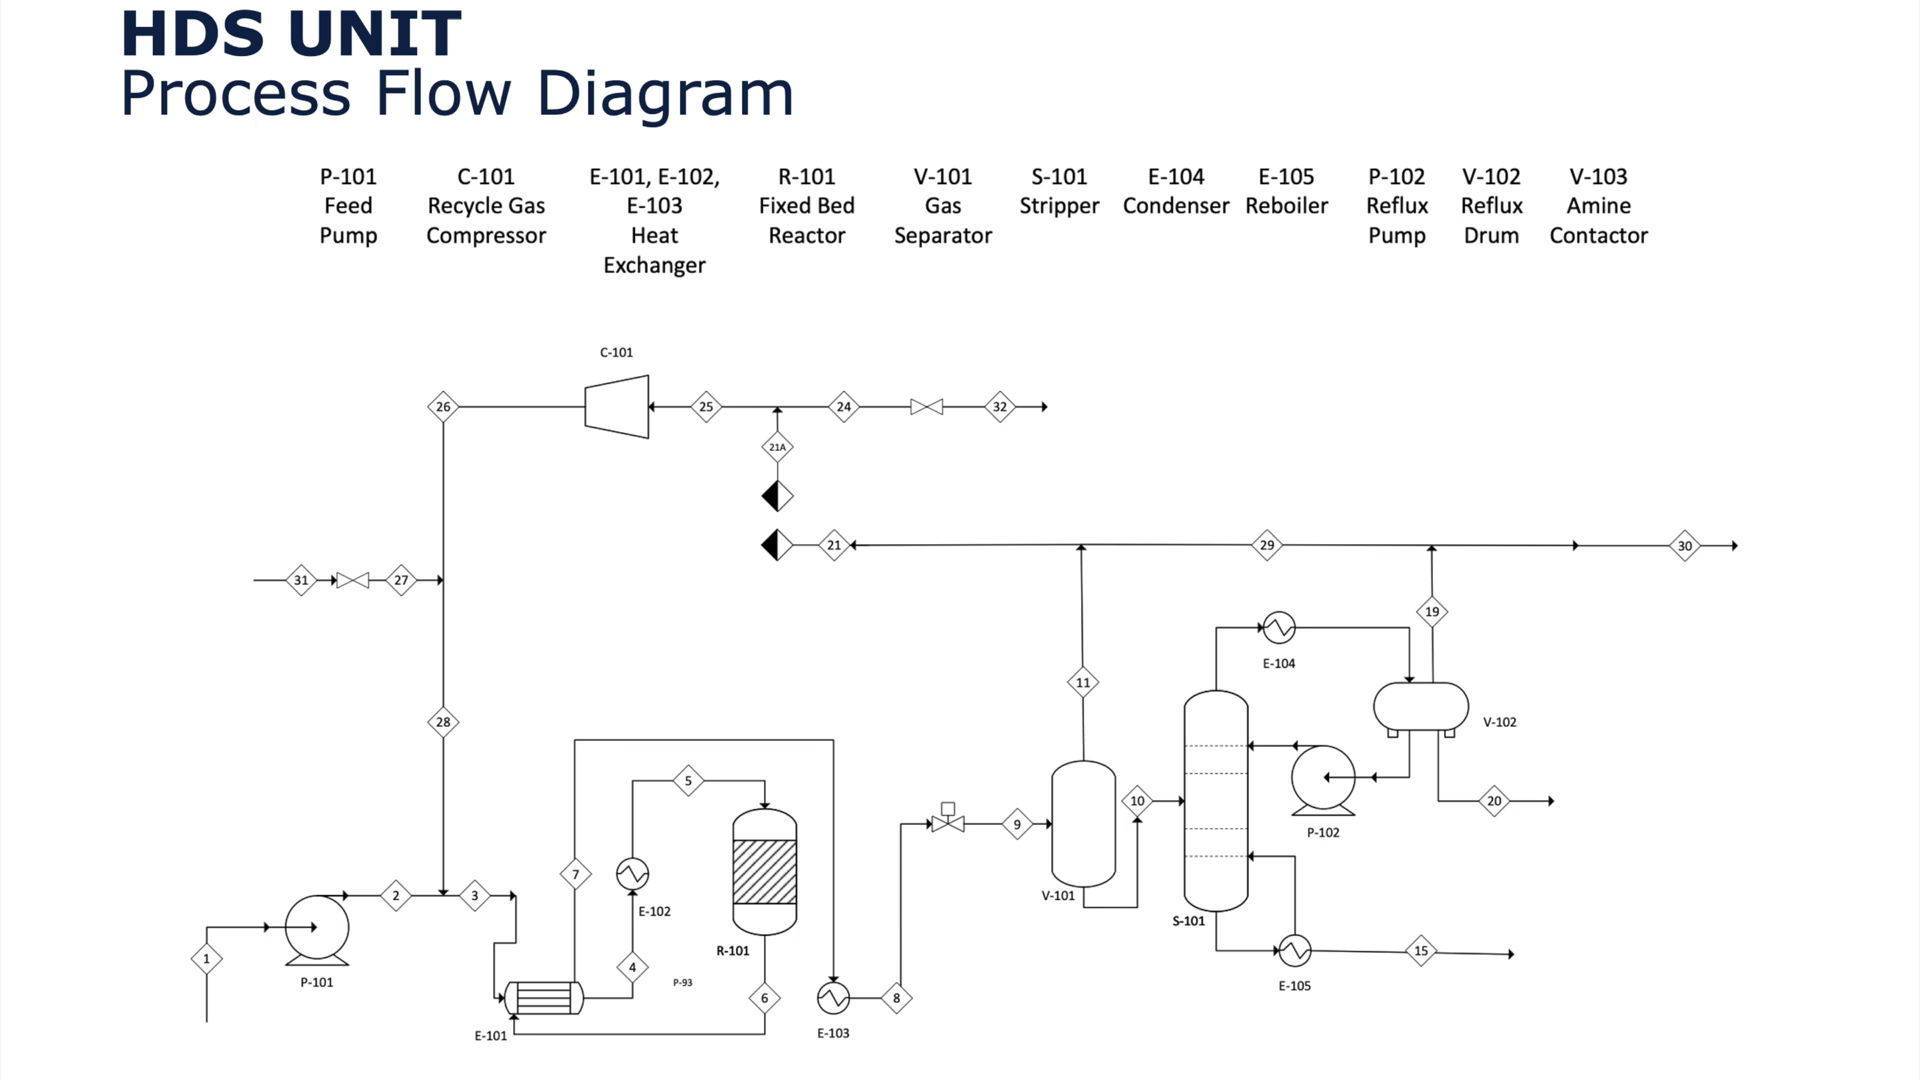 HDS UNIT
Process Flow Diagram
P-101
Feed
Pump
C-101
Recycle Gas
Compressor
E-101, E-102,
E-103
Heat
Exchanger
R-101
Fixed Bed
Reactor
V-101
Gas
Separator
S-101
Stripper
E-104
Condenser
E-105
Reboiler
P-102
Reflux
Pump
V-102
Reflux
Drum
V-103
Amine
Contactor
C-101
26
25
24
32
21A
21
29
30
31
27
19
E-104
11
28
V-102
5
10
20
9
P-102
7
E-102
V-101
2
3
S-101
R-101
1
4
15
P-101
P-93
E-105
6
8
E-101
E-103